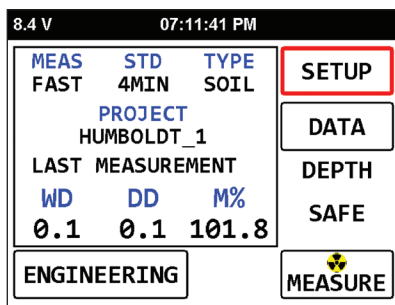 8.4 V 07:11:41 PM
MEAS STD TYPE SETUP
FAST 4MIN SOIL
PROJECT DATA
HUMBOLDT_1
LAST MEASUREMENT DEPTH
WD DD M% SAFE
0.1 0.1 101.8
ENGINEERING MEASURE